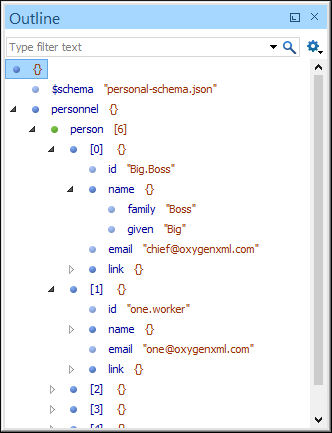 Outline
Type filter text
{}
$schema "personal-schema.json"
personnel {}
person [6]
[0] {}
id "Big.Boss"
name {}
family "Boss"
given "Big"
email "chief@oxygenxml.com"
link {}
[1] {}
id "one.worker"
name {}
email "one@oxygenxml.com"
link {}
[2] {}
[3] {}